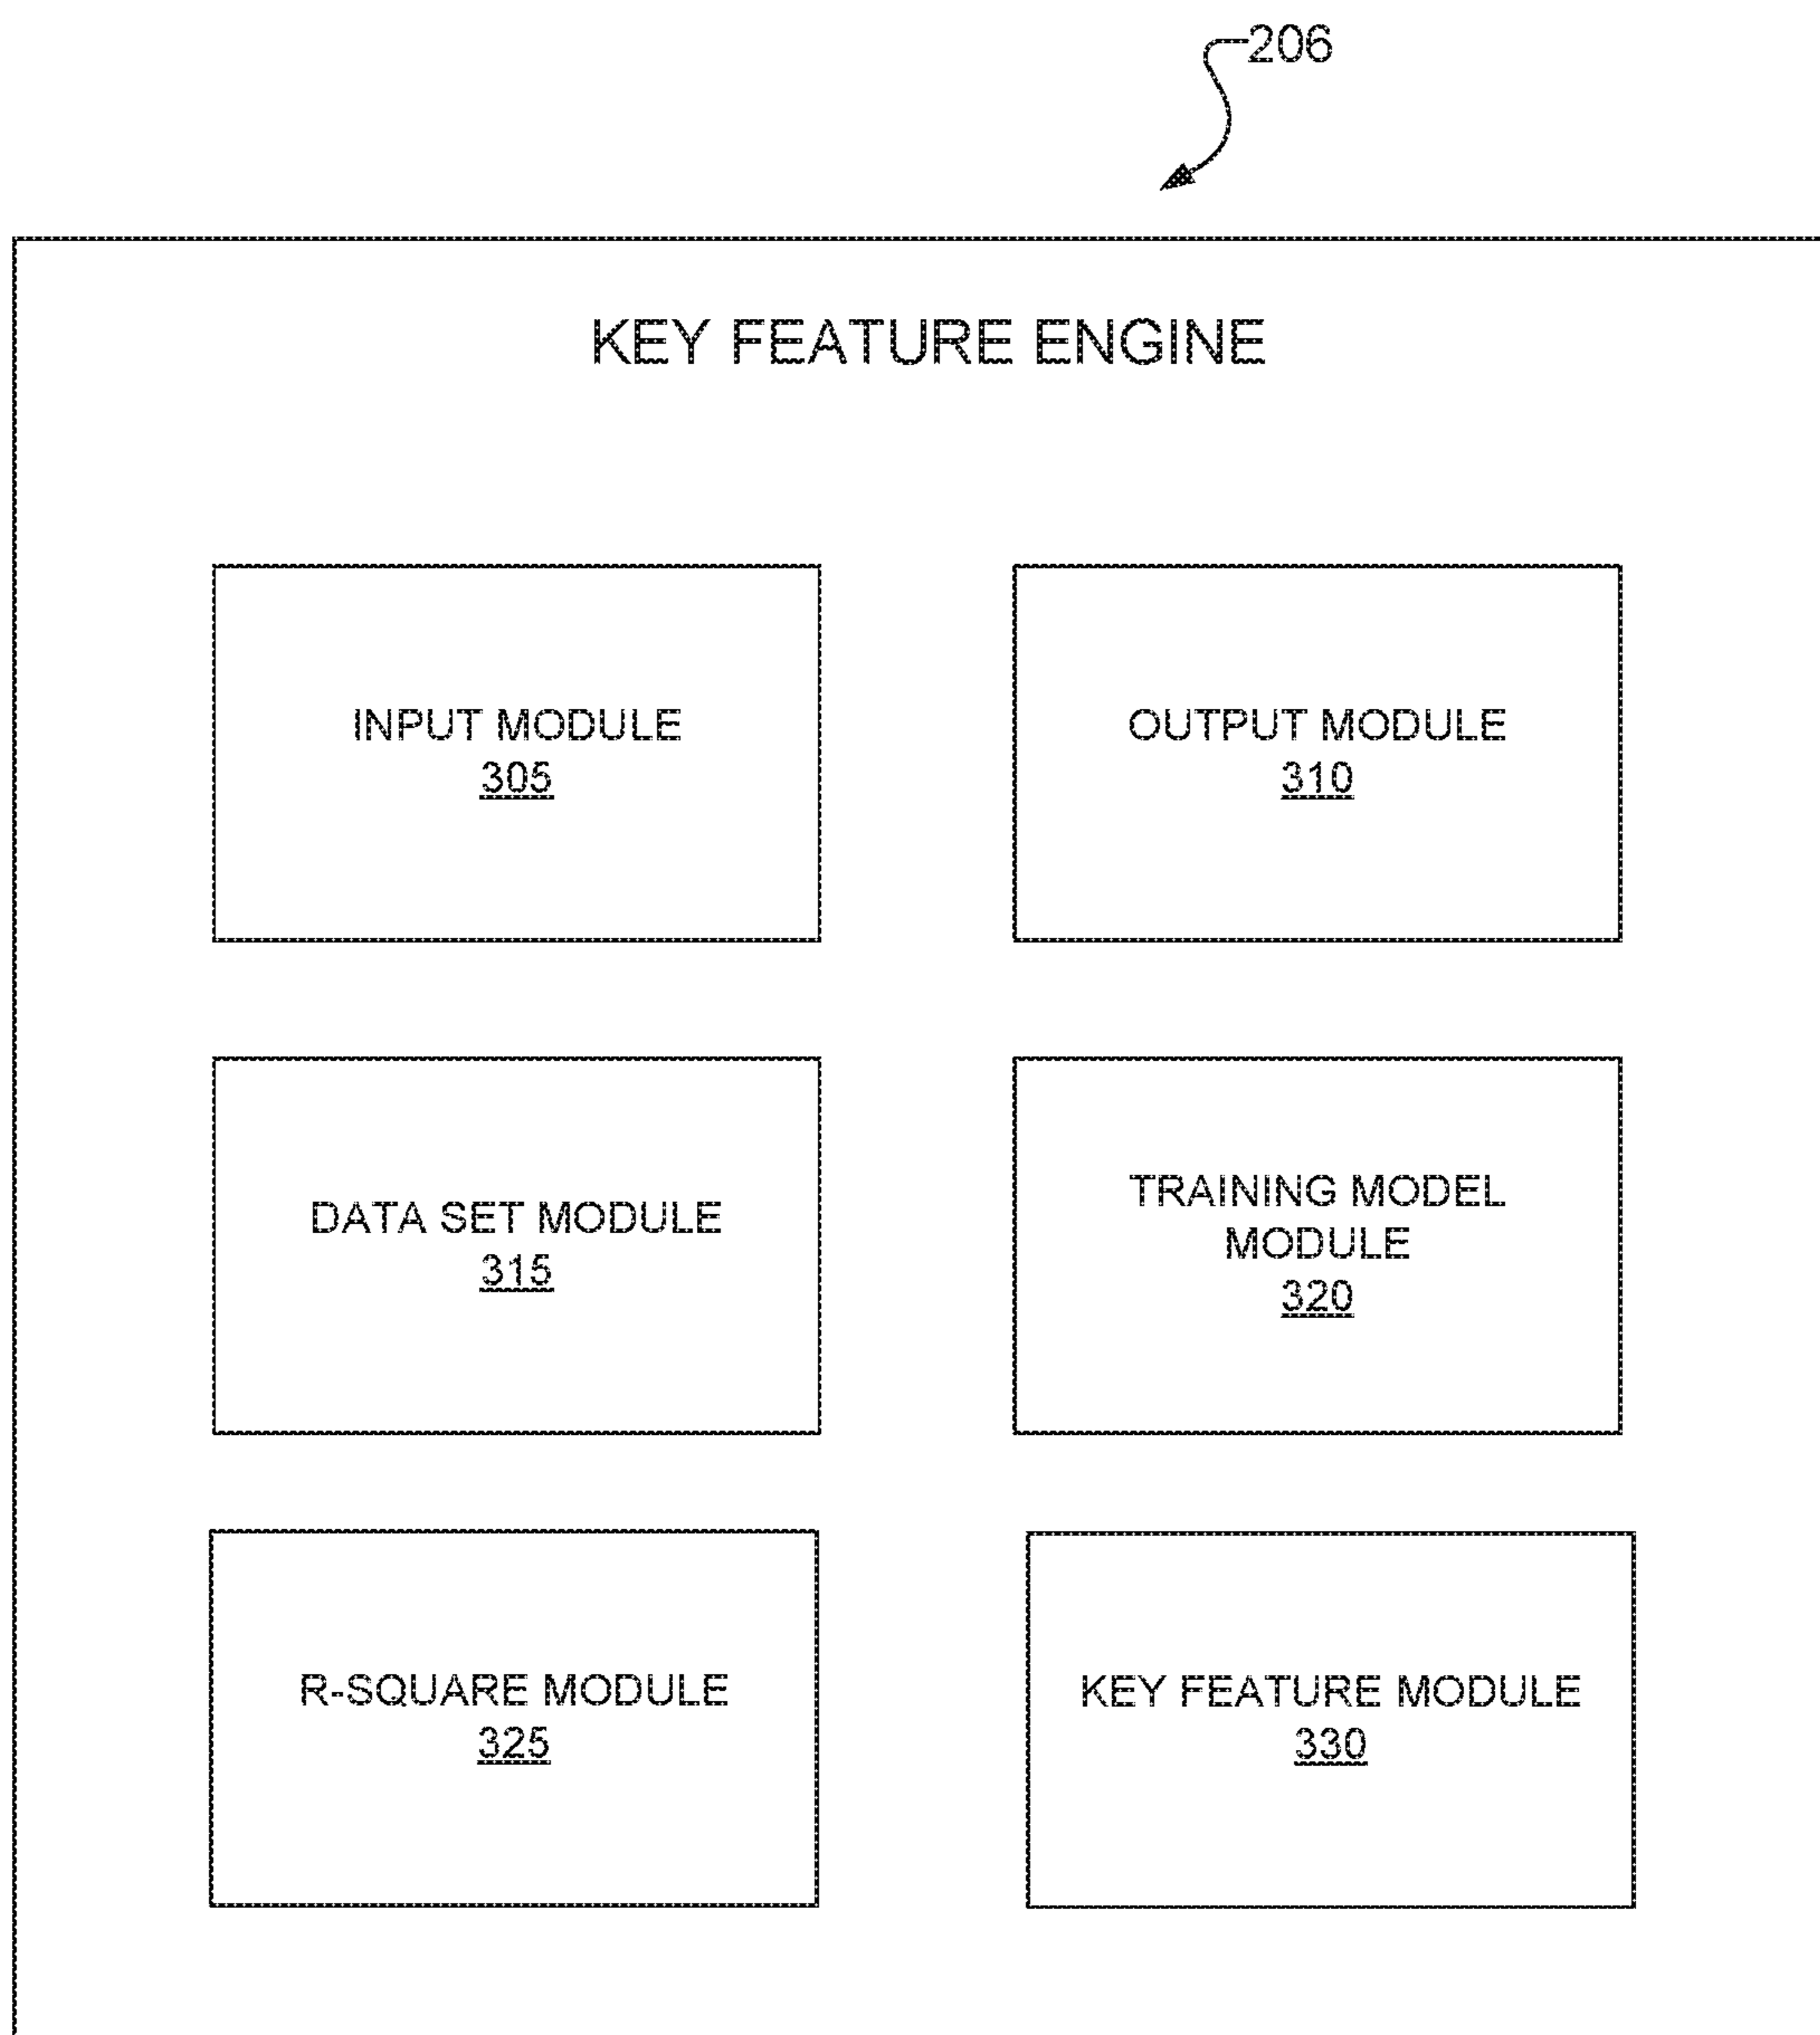 206
KEY FEATURE ENGINE
INPUT MODULE
305
OUTPUT MODULE
310
DATA SET MODULE
315
TRAINING MODEL
MODULE
320
R-SQUARE MODULE
325
KEY FEATURE MODULE
330